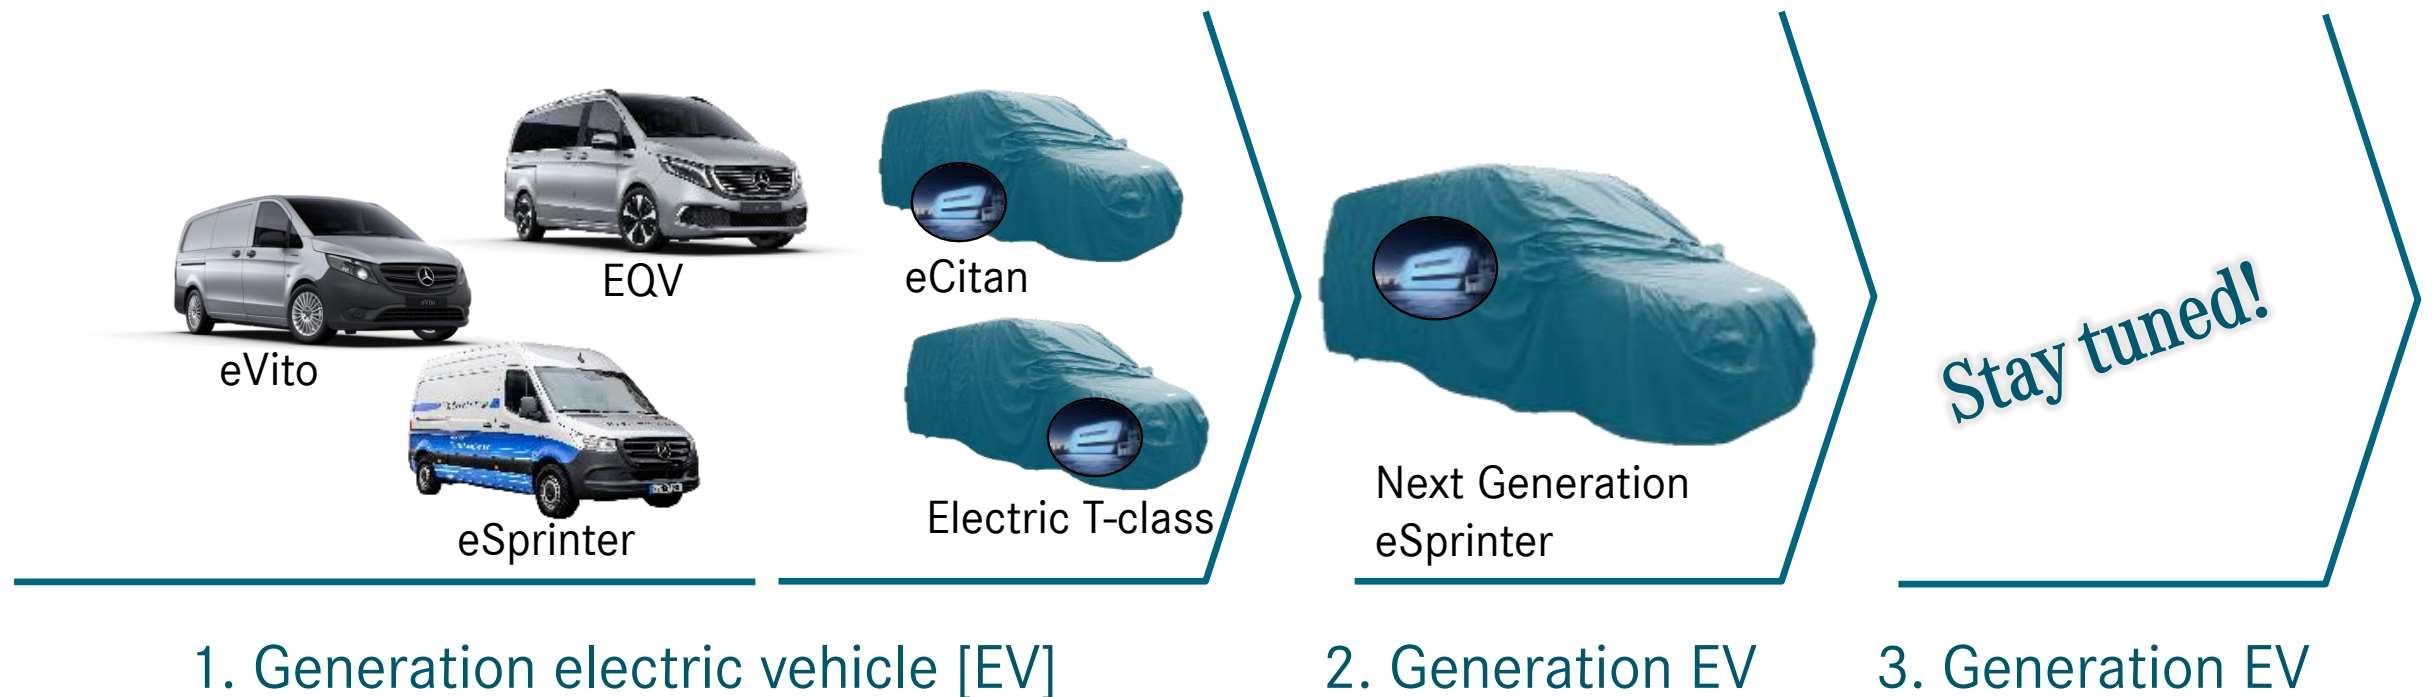 EQV
eCitan
eVito
eSprinter
Electric T-class
Next Generation
eSprinter
Stay tuned!
1. Generation electric vehicle [EV]
2. Generation EV
3. Generation EV